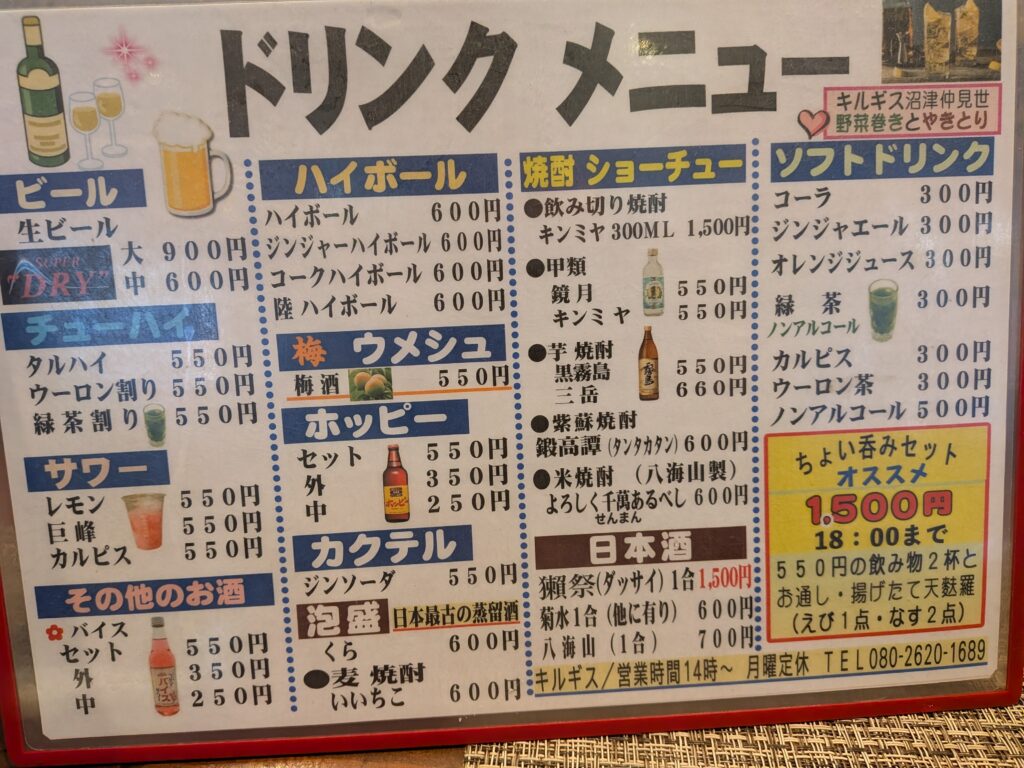 ドリンク メニュー
キルギス沼津仲見世
野菜巻きとやきとり
ビール
生ビール
SUPER "DRY"
大 900円
中 600円
チューハイ
タルハイ 550円
ウーロン割り 550円
緑茶割り 550円
サワー
レモン 550円
巨峰 550円
カルピス 550円
その他のお酒
バイス
セット 550円
外 350円
中 250円
ハイボール
ハイボール 600円
ジンジャーハイボール 600円
コークハイボール 600円
陸 ハイボール 600円
梅 ウメシュ
梅酒 550円
ホッピー
セット 550円
外 350円
中 250円
ホッピー
カクテル
ジンソーダ 550円
泡盛 日本最古の蒸留酒
くら 600円
●麦 焼酎
いいちこ 600円
焼酎 ショーチュー
●飲み切り焼酎
キンミヤ 300ML 1,500円
●甲類
鏡月 550円
キンミヤ 550円
●芋 焼酎
黒霧島 550円
三岳 660円
●紫蘇焼酎
鍛高譚 (タンタカタン) 600円
●米焼酎 (八海山製)
よろしく千萬あるべし 600円
せんまん
日本酒
獺祭(ダッサイ) 1合 1,500円
菊水1合 (他に有り) 600円
八海山 (1合) 700円
ソフトドリンク
コーラ 300円
ジンジャエール 300円
オレンジジュース 300円
緑 茶 300円
ノンアルコール
カルピス 300円
ウーロン茶 300円
ノンアルコール 500円
ちょい呑みセット
オススメ
1,500円
18:00まで
550円の飲み物2杯と
お通し・揚げたて天麩羅
(えび1点・なす2点)
キルギス/営業時間14時~ 月曜定休 TEL080-2620-1689